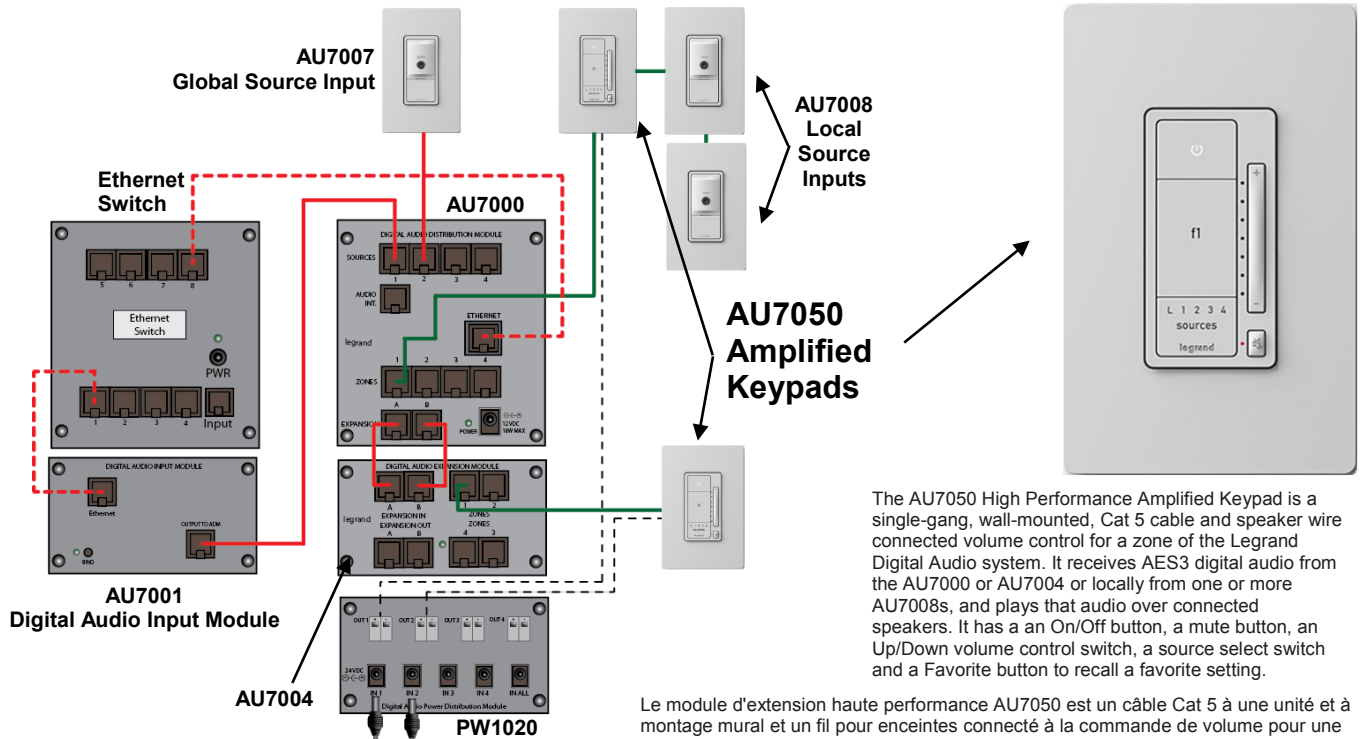 AU7007
Global Source Input
AU7008
Local
Source
Inputs
Ethernet
Switch
AU7000
5 6 7 8
Ethernet
Switch
PWR
1 2 3 4 Input
DIGITAL AUDIO DISTRIBUTION MODULE
SOURCES
1 2 3 4
AUDIO
INT.
ETHERNET
legrand
1 2 3 4
ZONES
A B
EXPANSION
POWER
12 VDC
18W MAX
AU7050
Amplified
Keypads
f1
+
-
L 1 2 3 4
sources
legrand
DIGITAL AUDIO INPUT MODULE
Ethernet
OUTPUT TO ADM
AU7001
Digital Audio Input Module
DIGITAL AUDIO EXPANSION MODULE
A B 1 2
legrand
EXPANSION IN ZONES
EXPANSION OUT ZONES
A B 4 3
AU7004
OUT 1 OUT 2 OUT 3 OUT 4
24VDC
IN 1 IN 2 IN 3 IN 4 IN ALL
Digital Audio Power Distribution Module
PW1020
The AU7050 High Performance Amplified Keypad is a
single-gang, wall-mounted, Cat 5 cable and speaker wire
connected volume control for a zone of the Legrand
Digital Audio system. It receives AES3 digital audio from
the AU7000 or AU7004 or locally from one or more
AU7008s, and plays that audio over connected
speakers. It has a an On/Off button, a mute button, an
Up/Down volume control switch, a source select switch
and a Favorite button to recall a favorite setting.
Le module d'extension haute performance AU7050 est un câble Cat 5 à une unité et à
montage mural et un fil pour enceintes connecté à la commande de volume pour une